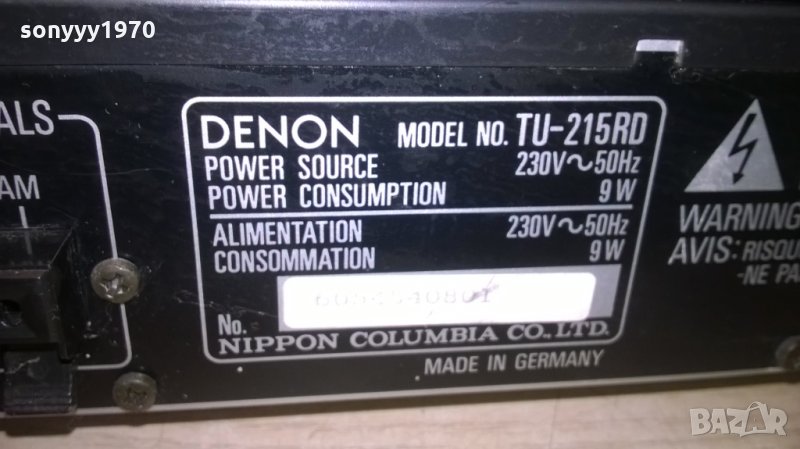 sonyyy1970
ALS
AM
DENON MODEL NO. TU-215RD
POWER SOURCE 230V~50Hz
POWER CONSUMPTION 9W
ALIMENTATION 230V~50Hz
CONSOMMATION 9W
No.
NIPPON COLUMBIA CO., LTD.
MADE IN GERMANY
WARNING
AVIS: RISQUE
-NE PA
BAZAR